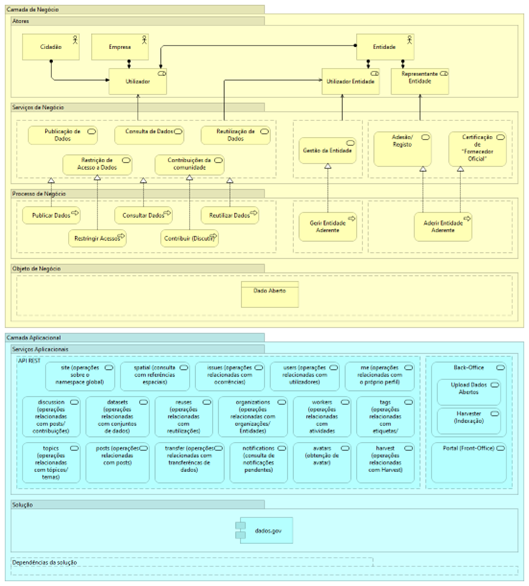 Camada de Negócio
Atores
Cidadão
Empresa
Entidade
Utilizador
Utilizador Entidade
Representante
Entidade
Serviços de Negócio
Publicação de
Dados
Consulta de Dados
Reutilização de
Dados
Restrição de
Acesso a Dados
Contribuições da
comunidade
Gestão da Entidade
Adesão/
Registo
Certificação
de
"Fornecedor
Oficial"
Processo de Negócio
Publicar Dados
Consultar Dados
Reutilizar Dados
Restringir Acessos
Contribuir (Discutir)
Gerir Entidade
Aderente
Aderir Entidade
Aderente
Objeto de Negócio
Dado Aberto
Camada Aplicacional
Serviços Aplicacionais
API REST
site (operações
sobre o
namespace global)
spatial (consulta
com referências
espaciais)
issues (operações
relacionadas com
ocorrências)
users (operações
relacionadas com
utilizadores)
me (operações
relacionadas com
o próprio perfil)
discussion
(operações
relacionadas
com posts/
contribuições)
datasets
(operações
relacionadas
com conjuntos
de dados)
reuses
(operações
relacionadas
com
reutilizações)
organizations
(operações
relacionadas com
organizações/
Entidades)
workers
(operações
relacionadas
com
atividades
tags
(operações
relacionadas
com
etiquetas/
topics
(operações
relacionadas
com tópicos/
temas)
posts (operações
relacionadas
com posts)
transfer (operações
relacionadas com
transferências de
dados)
notifications
(consulta de
notificações
pendentes)
avatars
(obtenção de
avatar)
harvest
(operações
relacionadas
com Harvest)
Back-Office
Upload Dados
Abertos
Harvester
(Indexação)
Portal (Front-Office)
Solução
dados.gov
Dependências da solução